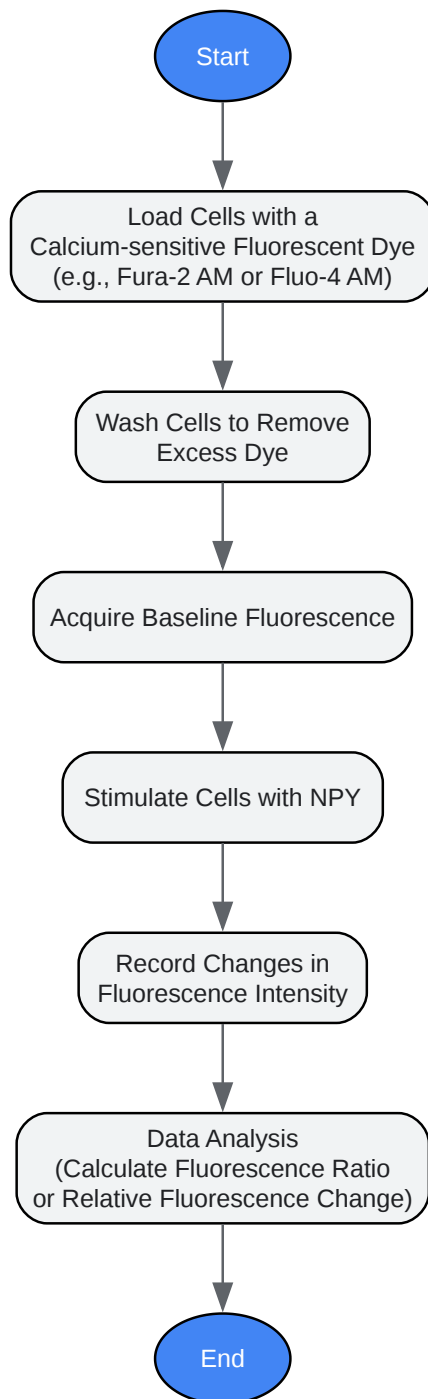 Start
Load Cells with a
Calcium-sensitive Fluorescent Dye
(e.g., Fura-2 AM or Fluo-4 AM)
Wash Cells to Remove
Excess Dye
Acquire Baseline Fluorescence
Stimulate Cells with NPY
Record Changes in
Fluorescence Intensity
Data Analysis
(Calculate Fluorescence Ratio
or Relative Fluorescence Change)
End